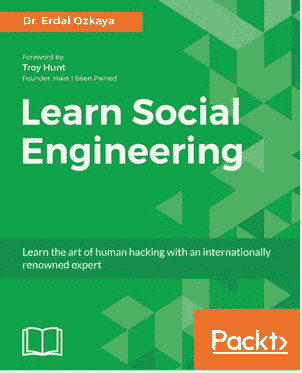 Dr. Erdal Ozkaya
Foreword by:
Troy Hunt
Founder, Have I Been Pwned
Learn Social
Engineering
Learn the art of human hacking with an internationally
renowned expert
Packt>